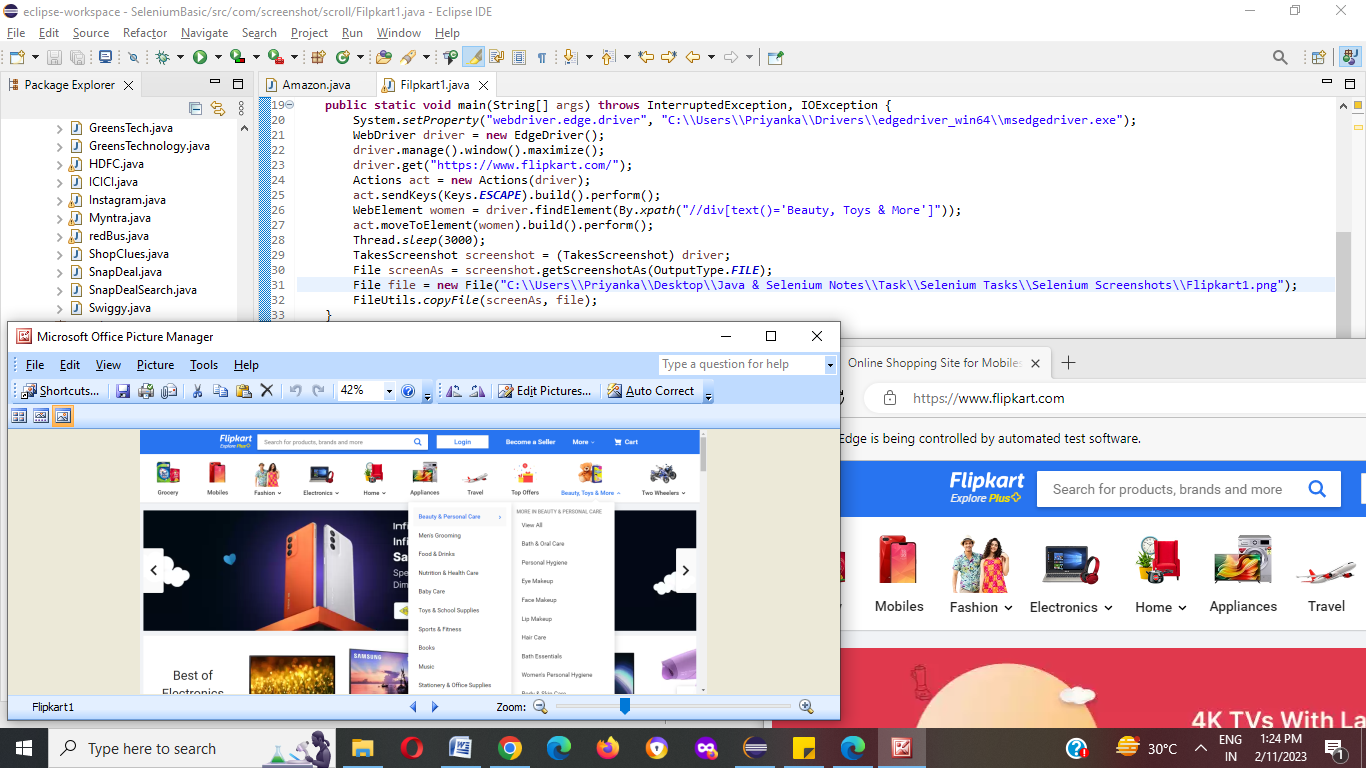 eclipse-workspace - SeleniumBasic/src/com/screenshot/scroll/Filpkart1.java - Eclipse IDE
File Edit Source Refactor Navigate Search Project Run Window Help
Package Explorer
Amazon.java
Filpkart1.java
GreensTech.java
GreensTechnology.java
HDFC.java
ICICI.java
Instagram.java
Myntra.java
redBus.java
ShopClues.java
SnapDeal.java
SnapDealSearch.java
Swiggy.java
19 public static void main(String[] args) throws InterruptedException, IOException {
20 System.setProperty("webdriver.edge.driver", "C:\\Users\\Priyanka\\Drivers\\edgedriver_win64\\msedgedriver.exe");
21 WebDriver driver = new EdgeDriver();
22 driver.manage().window().maximize();
23 driver.get("https://www.flipkart.com/");
24 Actions act = new Actions(driver);
25 act.sendKeys(Keys.ESCAPE).build().perform();
26 WebElement women = driver.findElement(By.xpath("//div[text()='Beauty, Toys & More']"));
27 act.moveToElement(women).build().perform();
28 Thread.sleep(3000);
29 TakesScreenshot screenshot = (TakesScreenshot) driver;
30 File screenAs = screenshot.getScreenshotAs(OutputType.FILE);
31 File file = new File("C:\\Users\\Priyanka\\Desktop\\Java & Selenium Notes\\Task\\Selenium Tasks\\Selenium Screenshots\\Flipkart1.png");
32 FileUtils.copyFile(screenAs, file);
33 }
Microsoft Office Picture Manager
File Edit View Picture Tools Help
Type a question for help
Shortcuts...
42%
Edit Pictures...
Auto Correct
Flipkart
Explore Plus
Search for products, brands and more
Login
Become a Seller
More
Cart
Grocery
Mobiles
Fashion
Electronics
Home
Appliances
Travel
Top Offers
Beauty, Toys & More
Two Wheelers
Beauty & Personal Care
Men's Grooming
Food & Drinks
Nutrition & Health Care
Baby Care
Toys & School Supplies
Sports & Fitness
Books
Music
Stationery & Office Supplies
MORE IN BEAUTY & PERSONAL CARE
View All
Bath & Oral Care
Personal Hygiene
Eye Makeup
Face Makeup
Lip Makeup
Hair Care
Bath Essentials
Women's Personal Hygiene
Body & Skin Care
Infi
Infi
Sa
Spe
Dim
Best of
Electronics
SAMSUNG
Flipkart1
Zoom:
Online Shopping Site for Mobiles
https://www.flipkart.com
Edge is being controlled by automated test software.
Flipkart
Explore Plus
Search for products, brands and more
Mobiles
Fashion
Electronics
Home
Appliances
Travel
4K TVs With La
Type here to search
30°C
ENG
IN
1:24 PM
2/11/2023
1